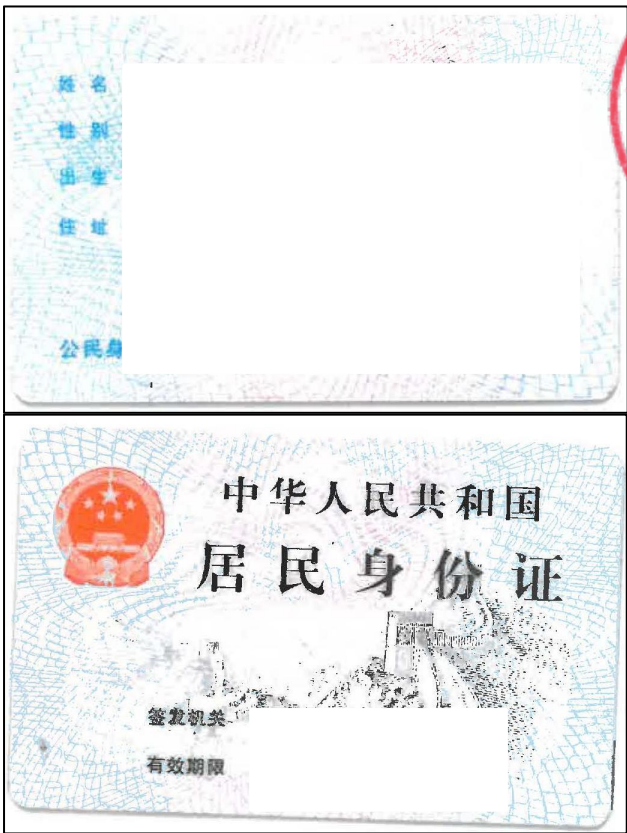 姓 名
性 别
出 生
住 址
公民身
中华人民共和国
居 民 身 份 证
签发机关
有效期限